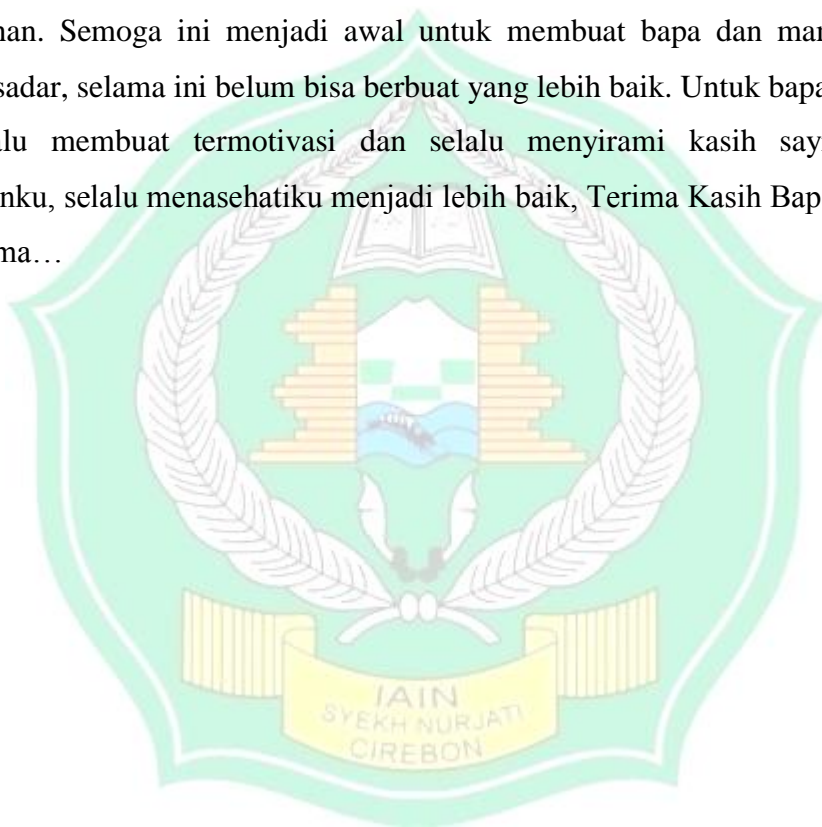 nan. Semoga ini menjadi awal untuk membuat bapa dan mar
sadar, selama ini belum bisa berbuat yang lebih baik. Untuk bapa
lu membuat termotivasi dan selalu menyirami kasih say
nku, selalu menasehatiku menjadi lebih baik, Terima Kasih Bap
ma…
IAIN
SYEKH NURJATI
CIREBON